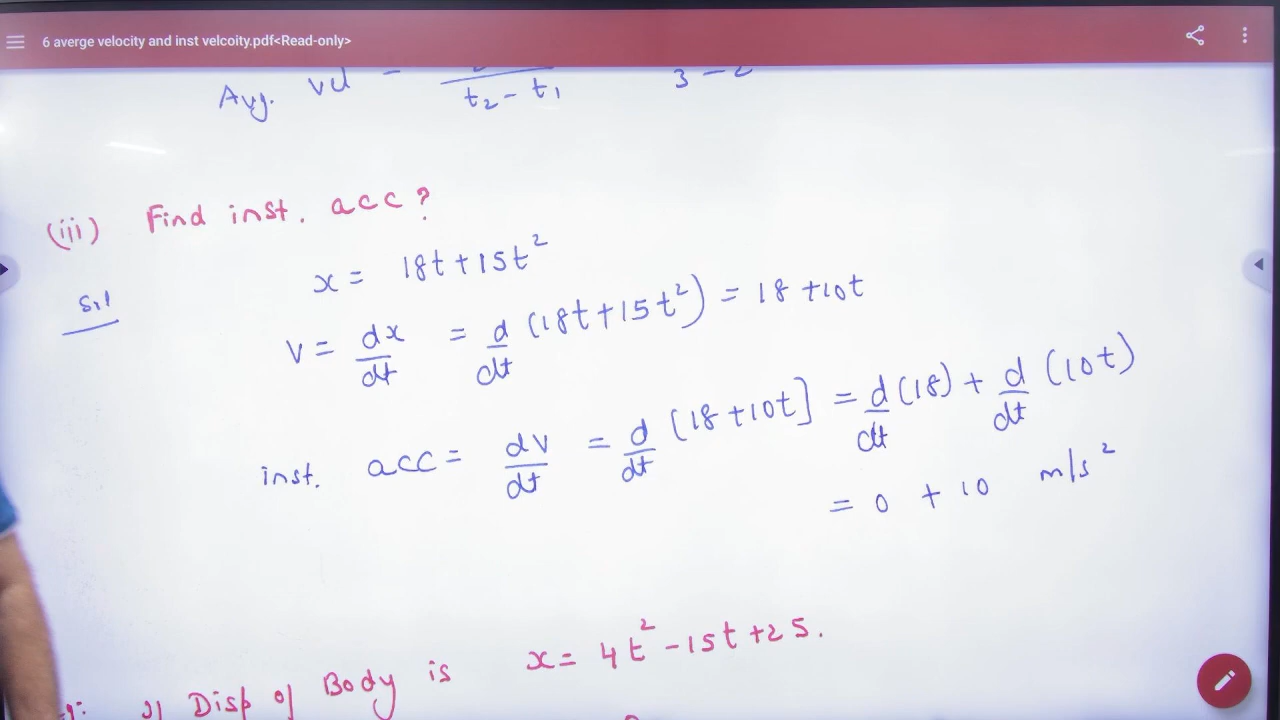 6 averge velocity and inst velcoity.pdf<Read-only>
Avg. vel = / t₂ - t₁ 3 - 2
(iii) Find inst. acc?
Sol x = 18t + 15t²
V = dx/dt = d/dt (18t + 15t²) = 18 + 10t
inst. acc = dv/dt = d/dt [18 + 10t] = d/dt (18) + d/dt (10t)
= 0 + 10 m/s²
2) Disp of Body is x = 4t² - 15t + 25.